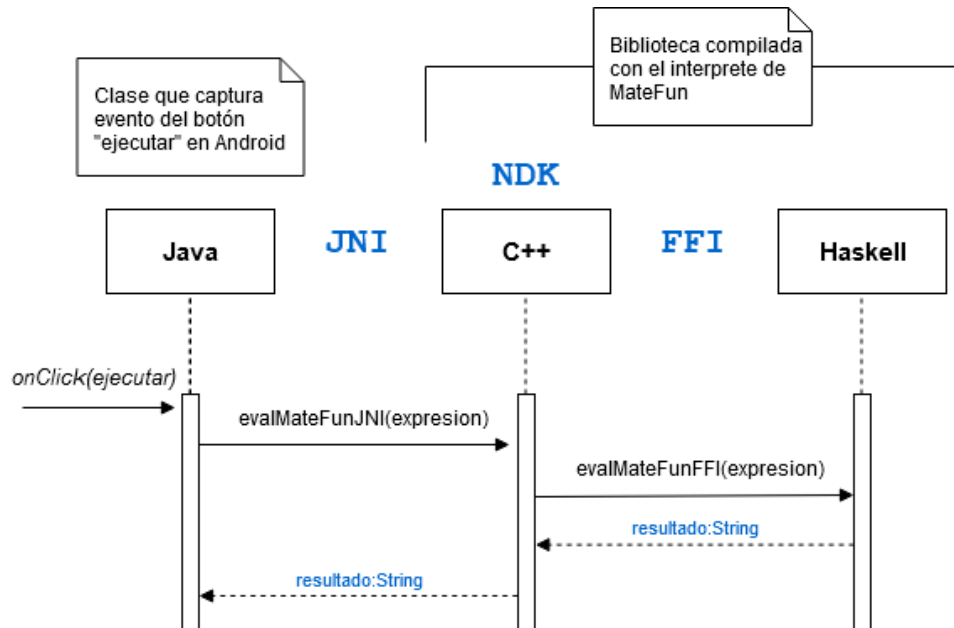 Biblioteca compilada
con el interprete de
MateFun
Clase que captura
evento del botón
"ejecutar" en Android
NDK
Java
JNI
C++
FFI
Haskell
onClick(ejecutar)
evalMateFunJNI(expresion)
evalMateFunFFI(expresion)
resultado:String
resultado:String